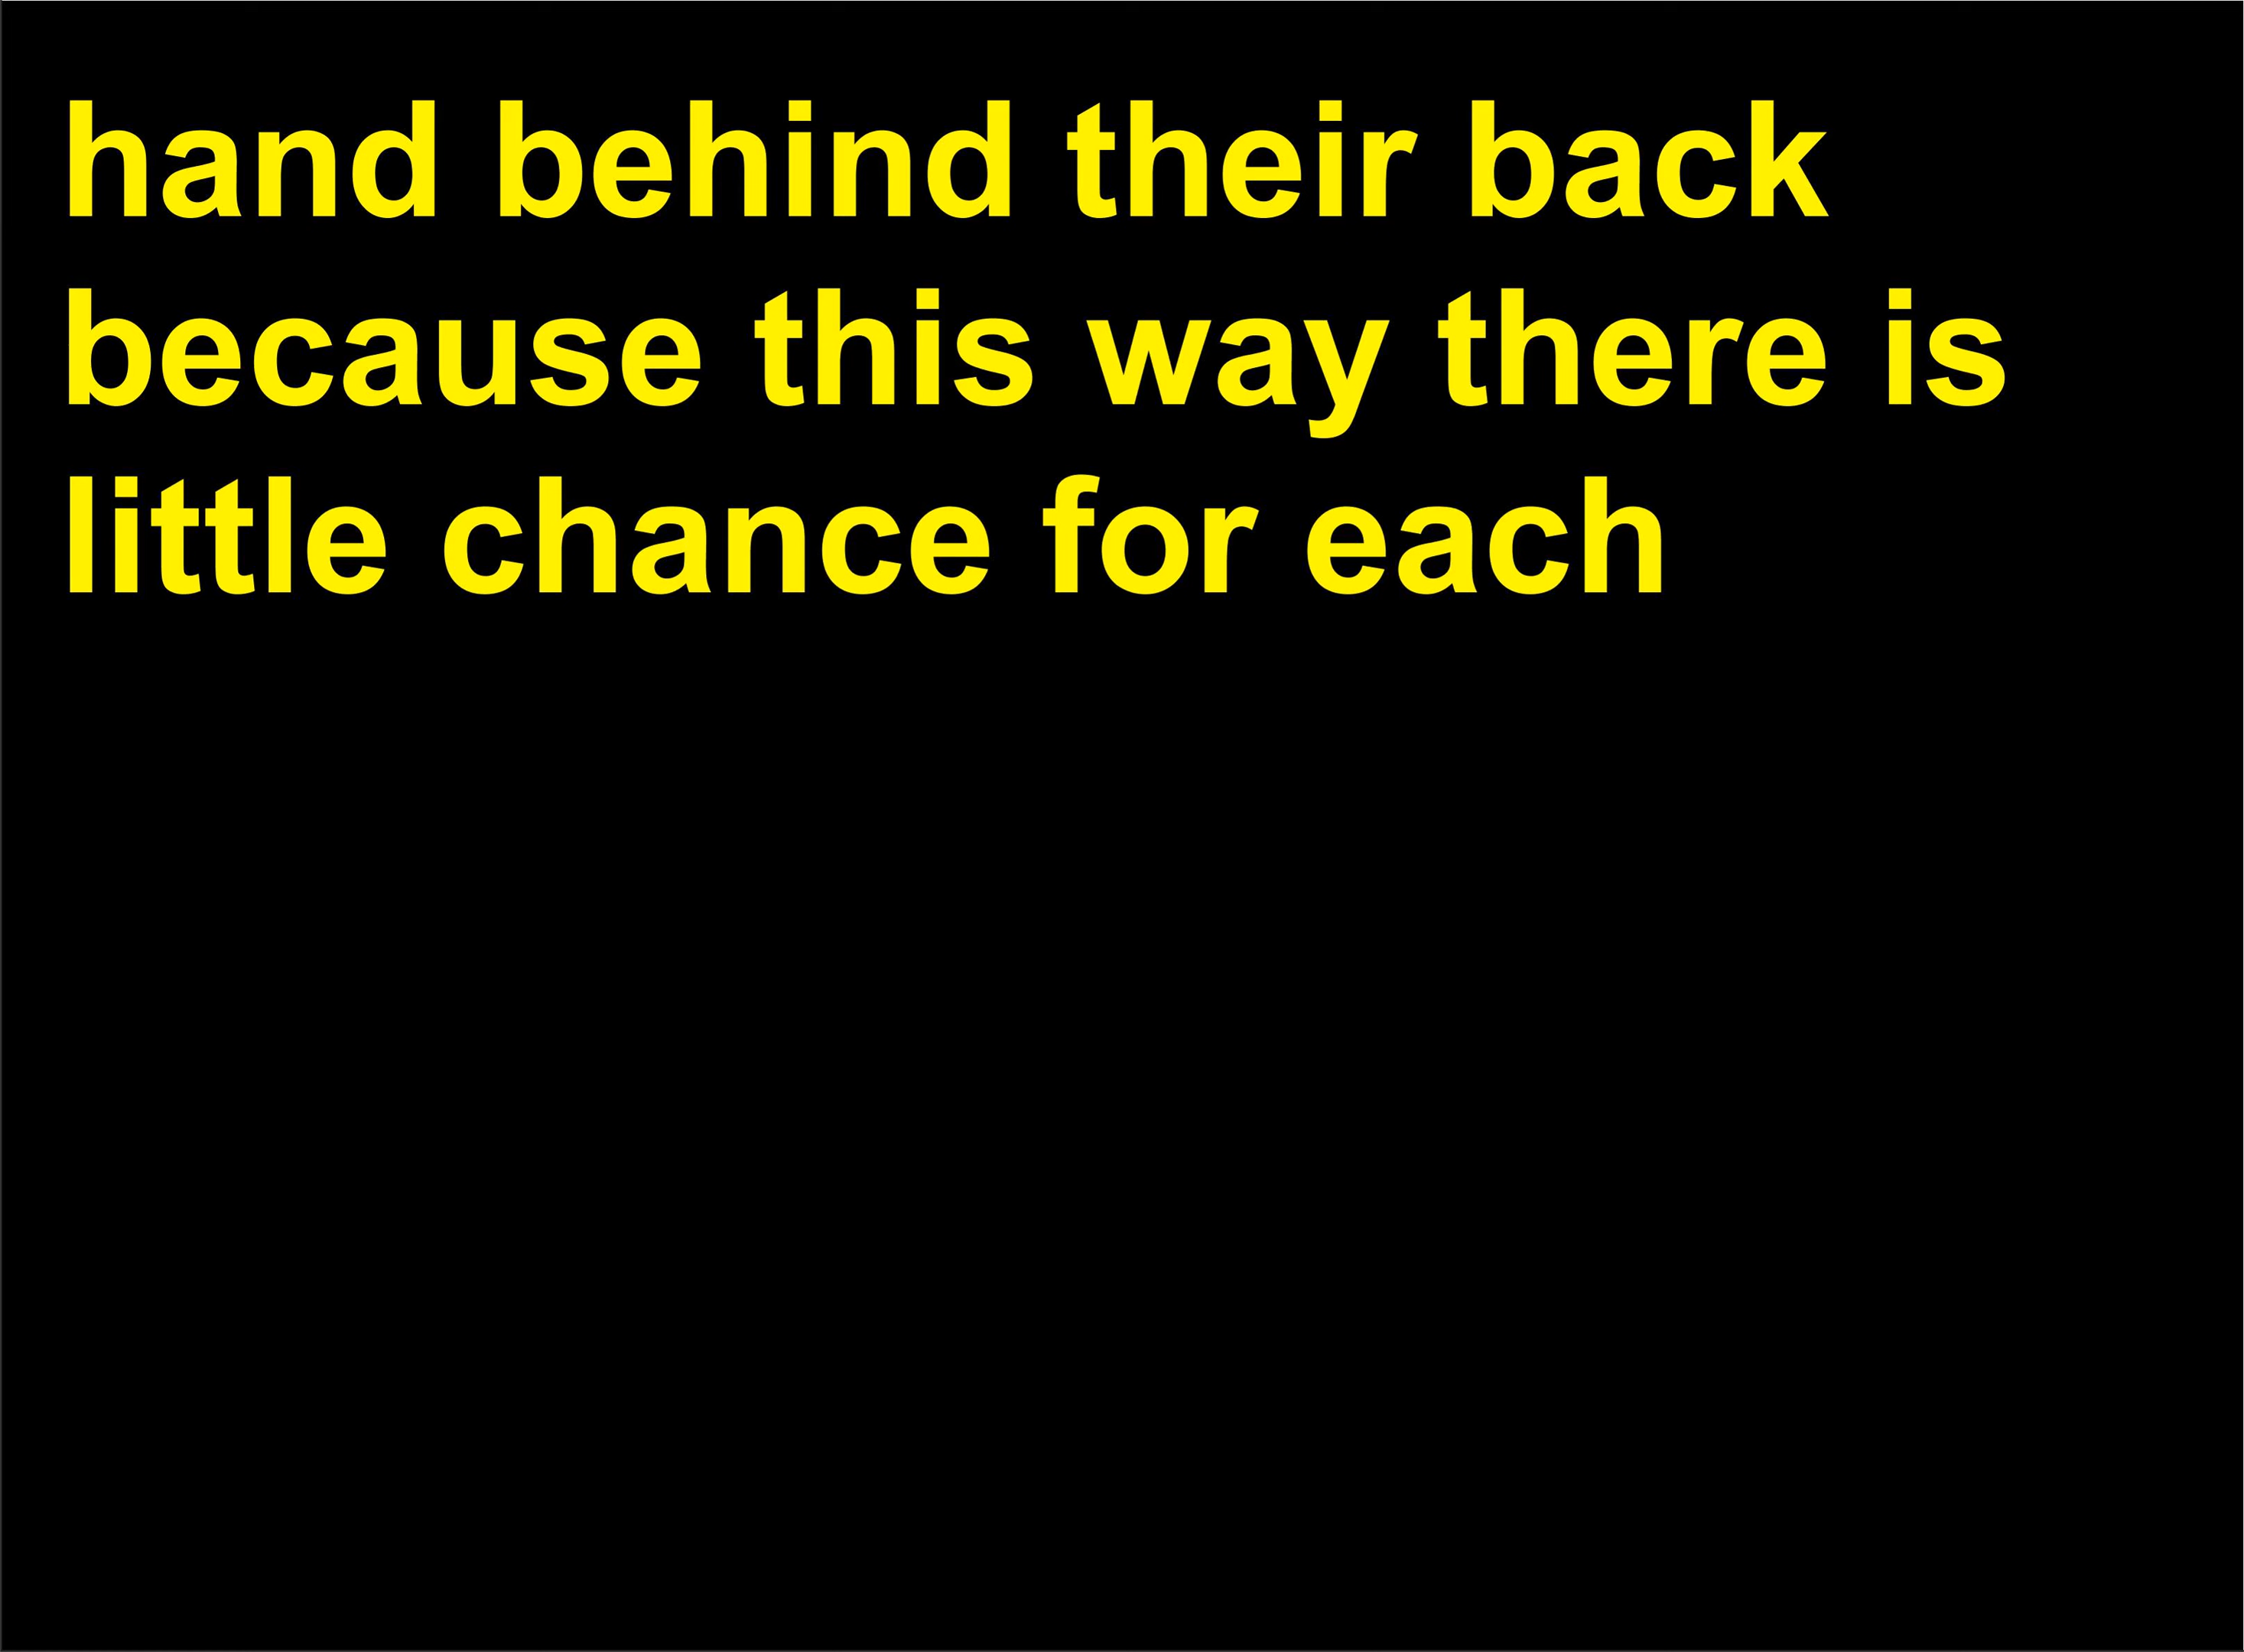 hand behind their back
because this way there is
little chance for each